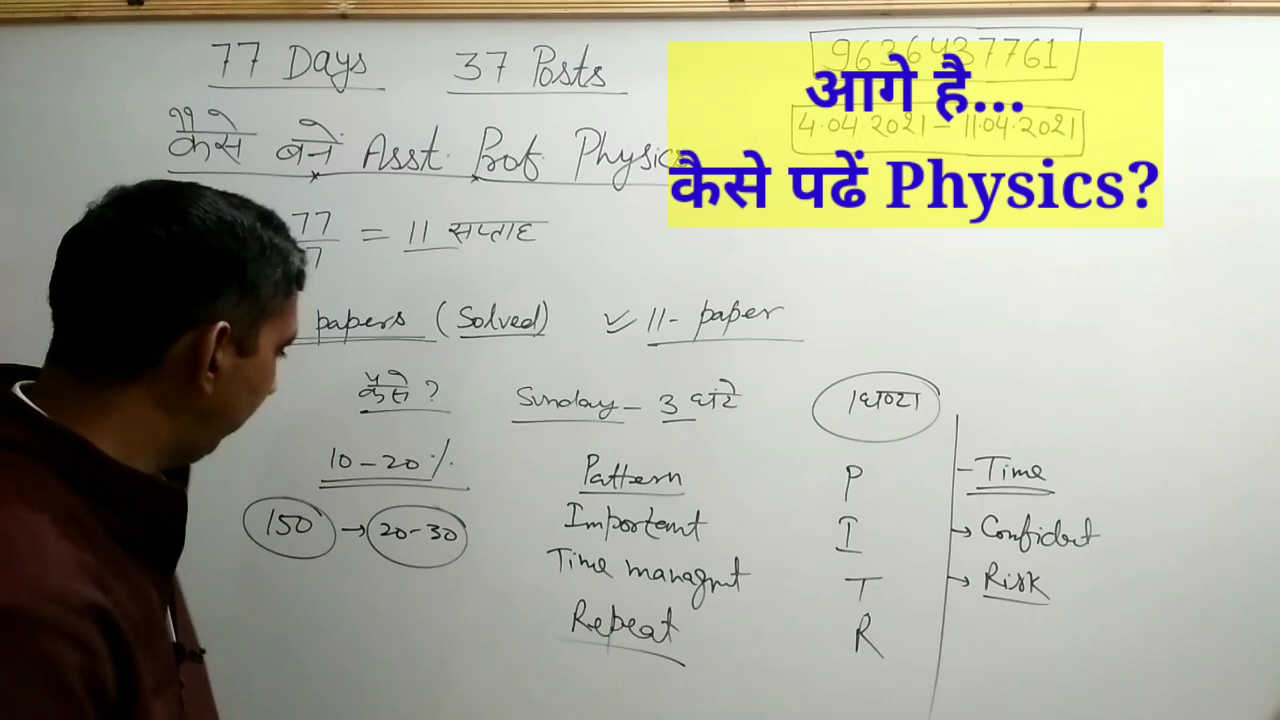 77 Days 37 Posts
9636437761
आगे है...
4.04.2021 - 11.04.2021
कैसे बने Asst. Prof. Physics
कैसे पढें Physics?
77/7 = 11 सप्ताह
papers (Solved) ✓ 11- paper
कैसे? Sunday - 3 घंटे 1 घण्टा
10 - 20 %. Pattern P - Time
150 → 20-30 Important I → Confidet
Time managmt T → Risk
Repeat R